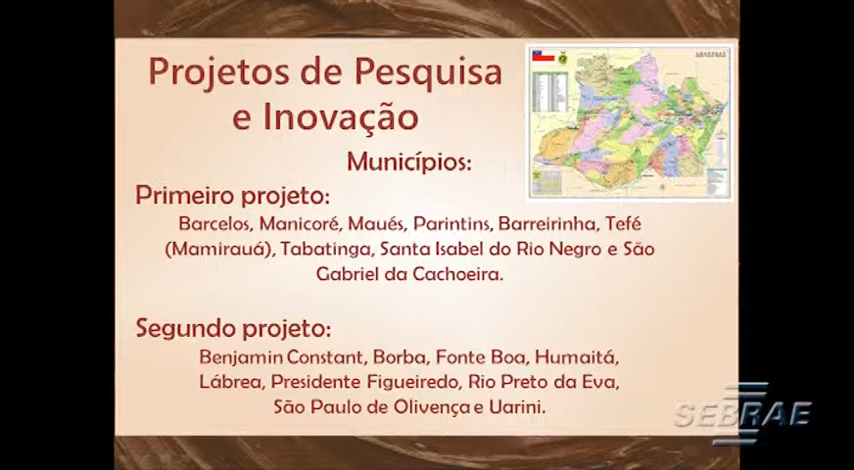 Projetos de Pesquisa
e Inovação
Municípios:
Primeiro projeto:
Barcelos, Manicoré, Maués, Parintins, Barreirinha, Tefé
(Mamirauá), Tabatinga, Santa Isabel do Rio Negro e São
Gabriel da Cachoeira.
Segundo projeto:
Benjamin Constant, Borba, Fonte Boa, Humaitá,
Lábrea, Presidente Figueiredo, Rio Preto da Eva,
São Paulo de Olivença e Uarini.
SEBRAE